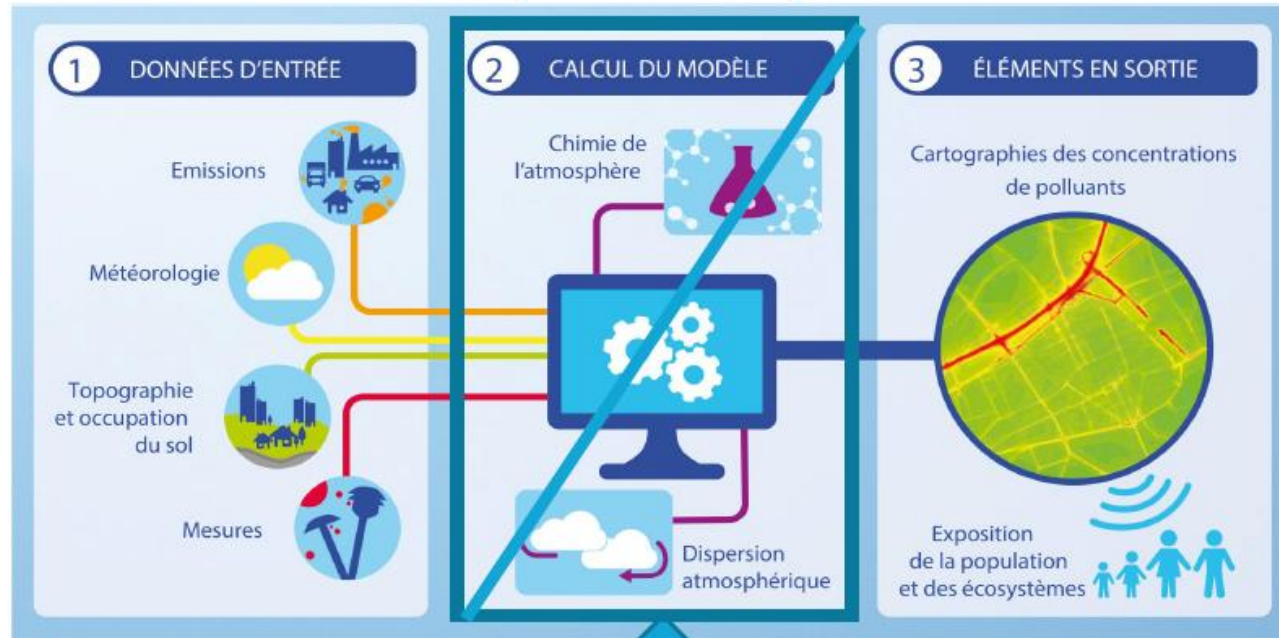 1 DONNÉES D'ENTRÉE
Emissions
Météorologie
Topographie
et occupation
du sol
Mesures
2 CALCUL DU MODÈLE
Chimie de
l'atmosphère
Dispersion
atmosphérique
3 ÉLÉMENTS EN SORTIE
Cartographies des concentrations
de polluants
Exposition
de la population
et des écosystèmes